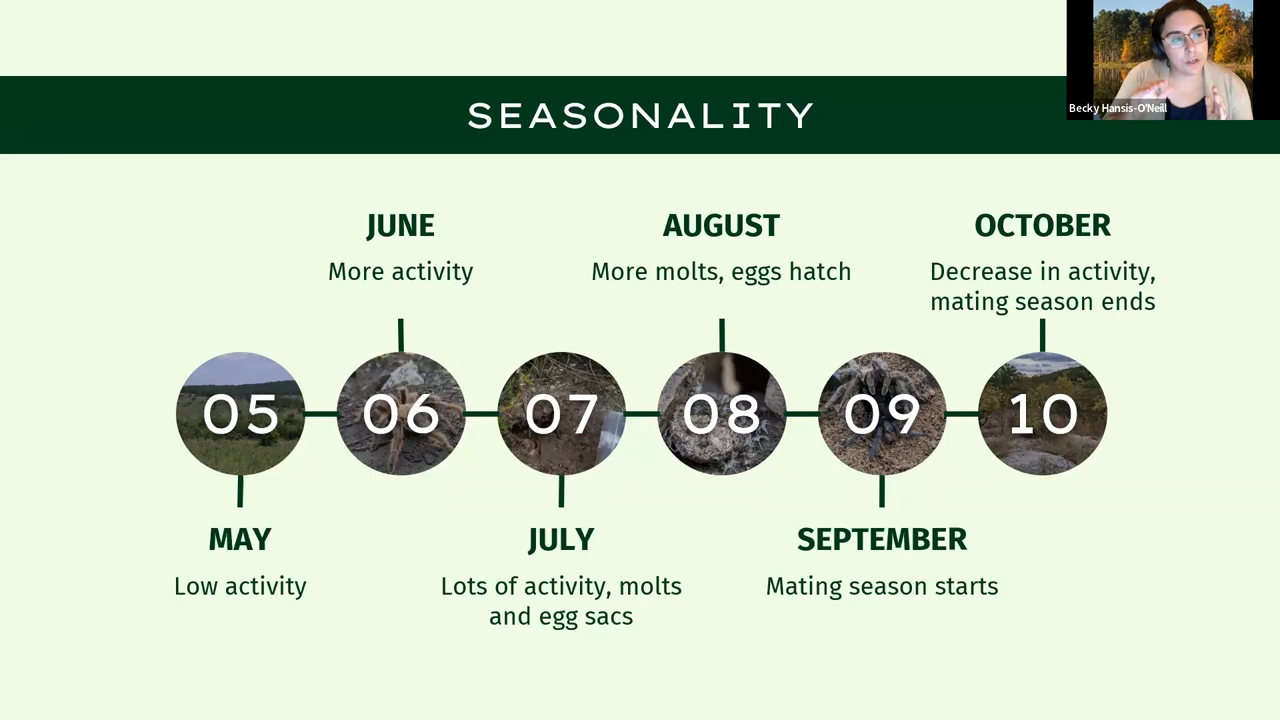 Becky Hansis-O'Neill
SEASONALITY
JUNE
More activity
AUGUST
More molts, eggs hatch
OCTOBER
Decrease in activity,
mating season ends
05
06
07
08
09
10
MAY
Low activity
JULY
Lots of activity, molts
and egg sacs
SEPTEMBER
Mating season starts